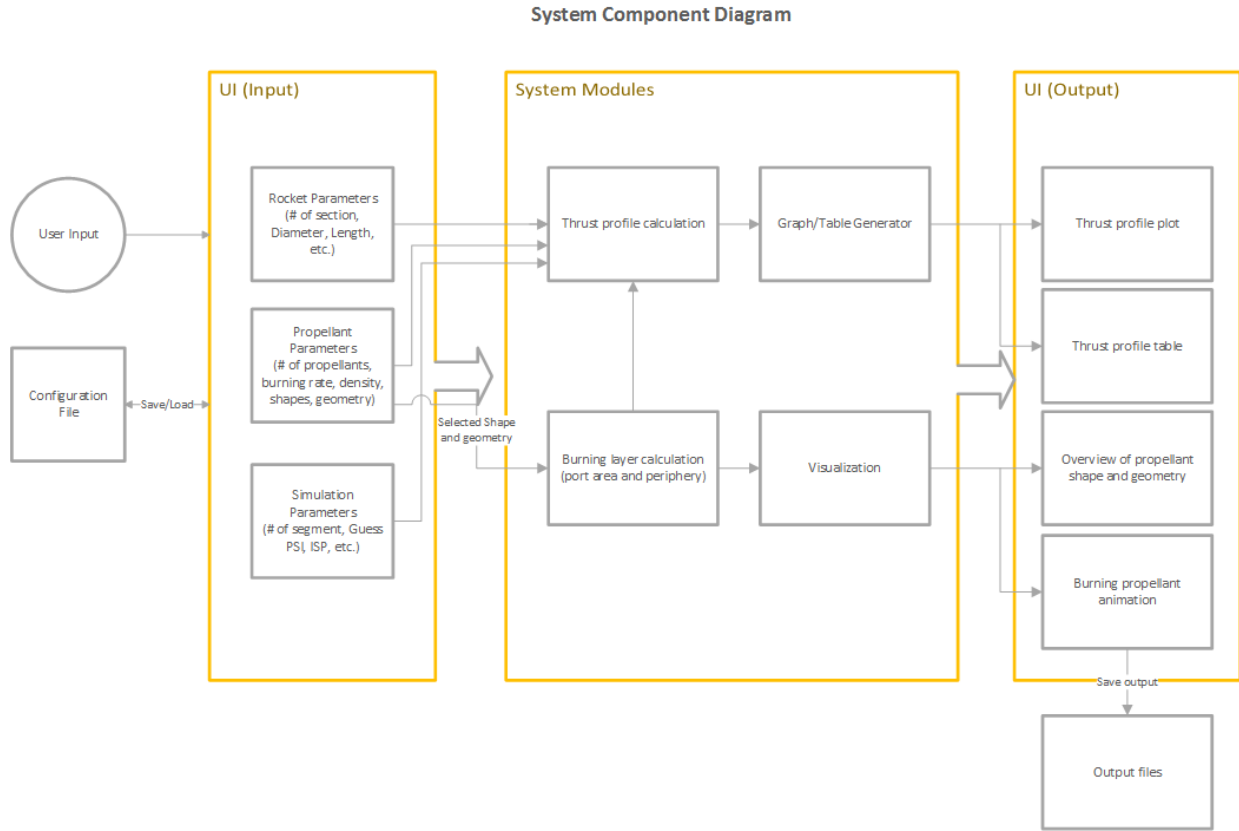 System Component Diagram
UI (Input)
System Modules
UI (Output)
User Input
Configuration
File
Save/Load
Rocket Parameters
(# of section,
Diameter, Length,
etc.)
Propellant
Parameters
(# of propellants,
burning rate, density,
shapes, geometry)
Simulation
Parameters
(# of segment, Guess
PSI, ISP, etc.)
Selected Shape
and geometry
Thrust profile calculation
Graph/Table Generator
Burning layer calculation
(port area and periphery)
Visualization
Thrust profile plot
Thrust profile table
Overview of propellant
shape and geometry
Burning propellant
animation
Save output
Output files